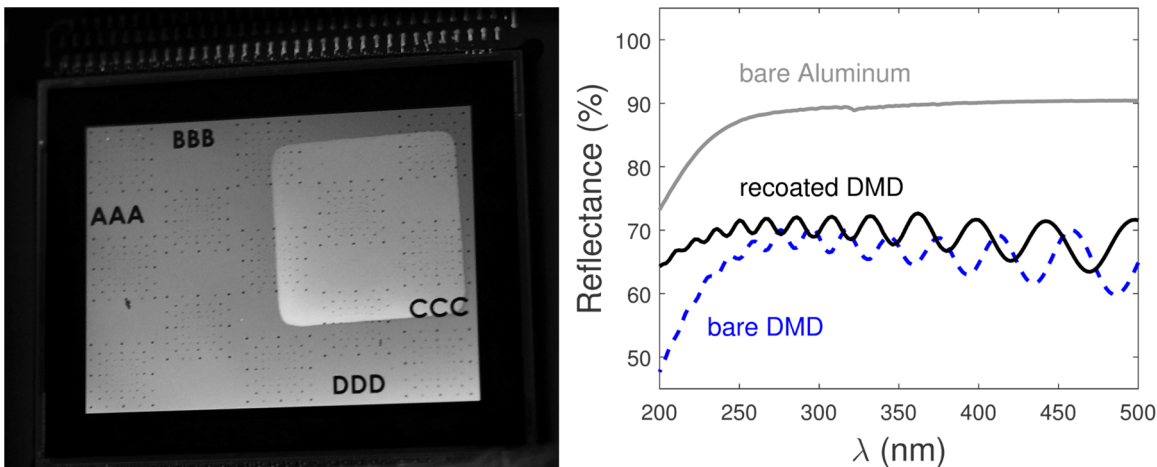 BBB
AAA
CCC
DDD
Reflectance (%)
100
90
80
70
60
50
bare Aluminum
recoated DMD
bare DMD
200 250 300 350 400 450 500
λ (nm)